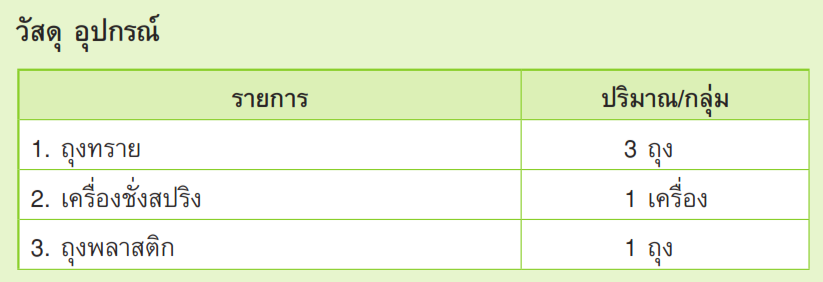 วัสดุ อุปกรณ์
รายการ ปริมาณ/กลุ่ม
1. ถุงทราย 3 ถุง
2. เครื่องชั่งสปริง 1 เครื่อง
3. ถุงพลาสติก 1 ถุง